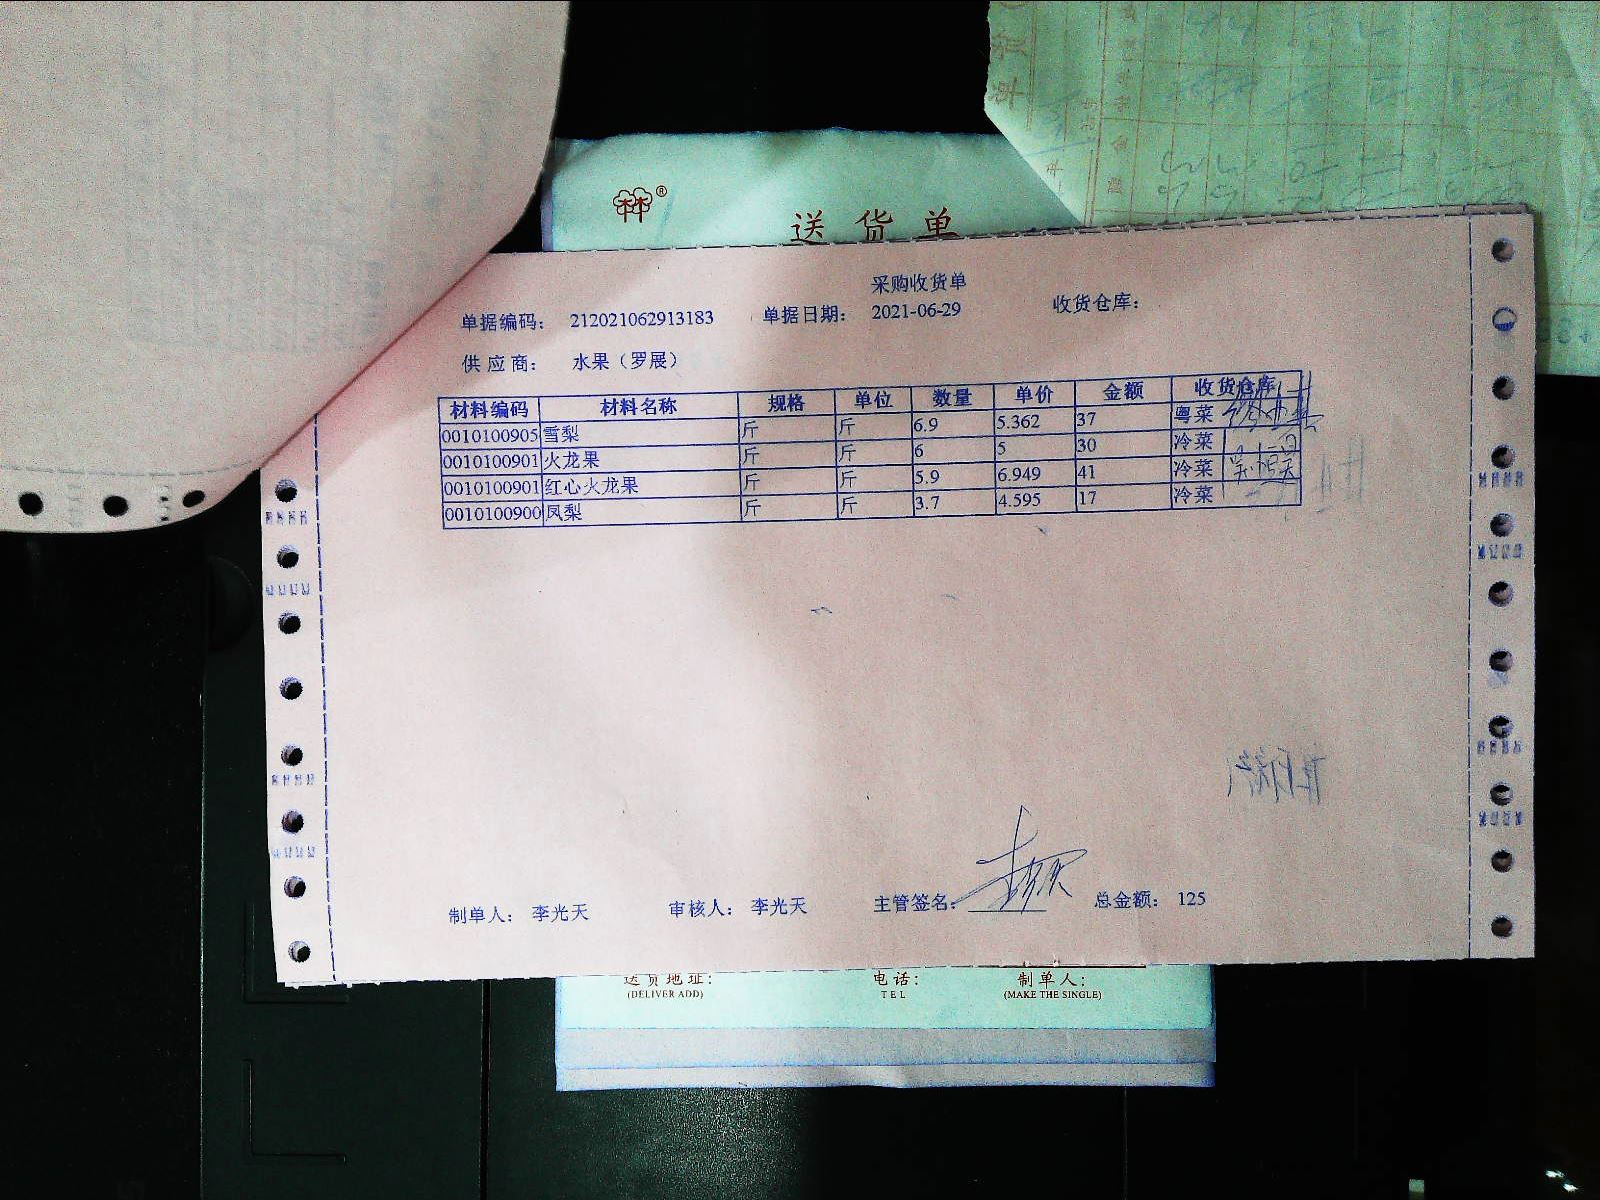 送货单
采购收货单
单据编码： 212021062913183 单据日期： 2021-06-29 收货仓库：
供应商： 水果（罗展）
材料编码 材料名称 规格 单位 数量 单价 金额 收货仓库
0010100905 雪梨 斤 斤 6.9 5.362 37 粤菜
0010100901 火龙果 斤 斤 6 5 30 冷菜
0010100901 红心火龙果 斤 斤 5.9 6.949 41 冷菜
0010100900 凤梨 斤 斤 3.7 4.595 17 冷菜
制单人： 李光天 审核人： 李光天 主管签名： 总金额： 125
送货地址： 电话： 制单人：
(DELIVER ADD) TEL (MAKE THE SINGLE)